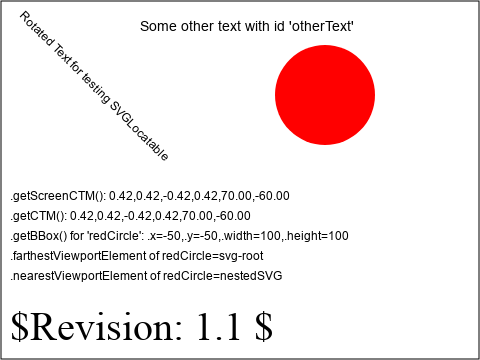 Some other text with id 'otherText'
Rotated Text for testing SVGLocatable
.getScreenCTM(): 0.42,0.42,-0.42,0.42,70.00,-60.00
.getCTM(): 0.42,0.42,-0.42,0.42,70.00,-60.00
.getBBox() for 'redCircle': .x=-50,.y=-50,.width=100,.height=100
.farthestViewportElement of redCircle=svg-root
.nearestViewportElement of redCircle=nestedSVG
$Revision: 1.1 $